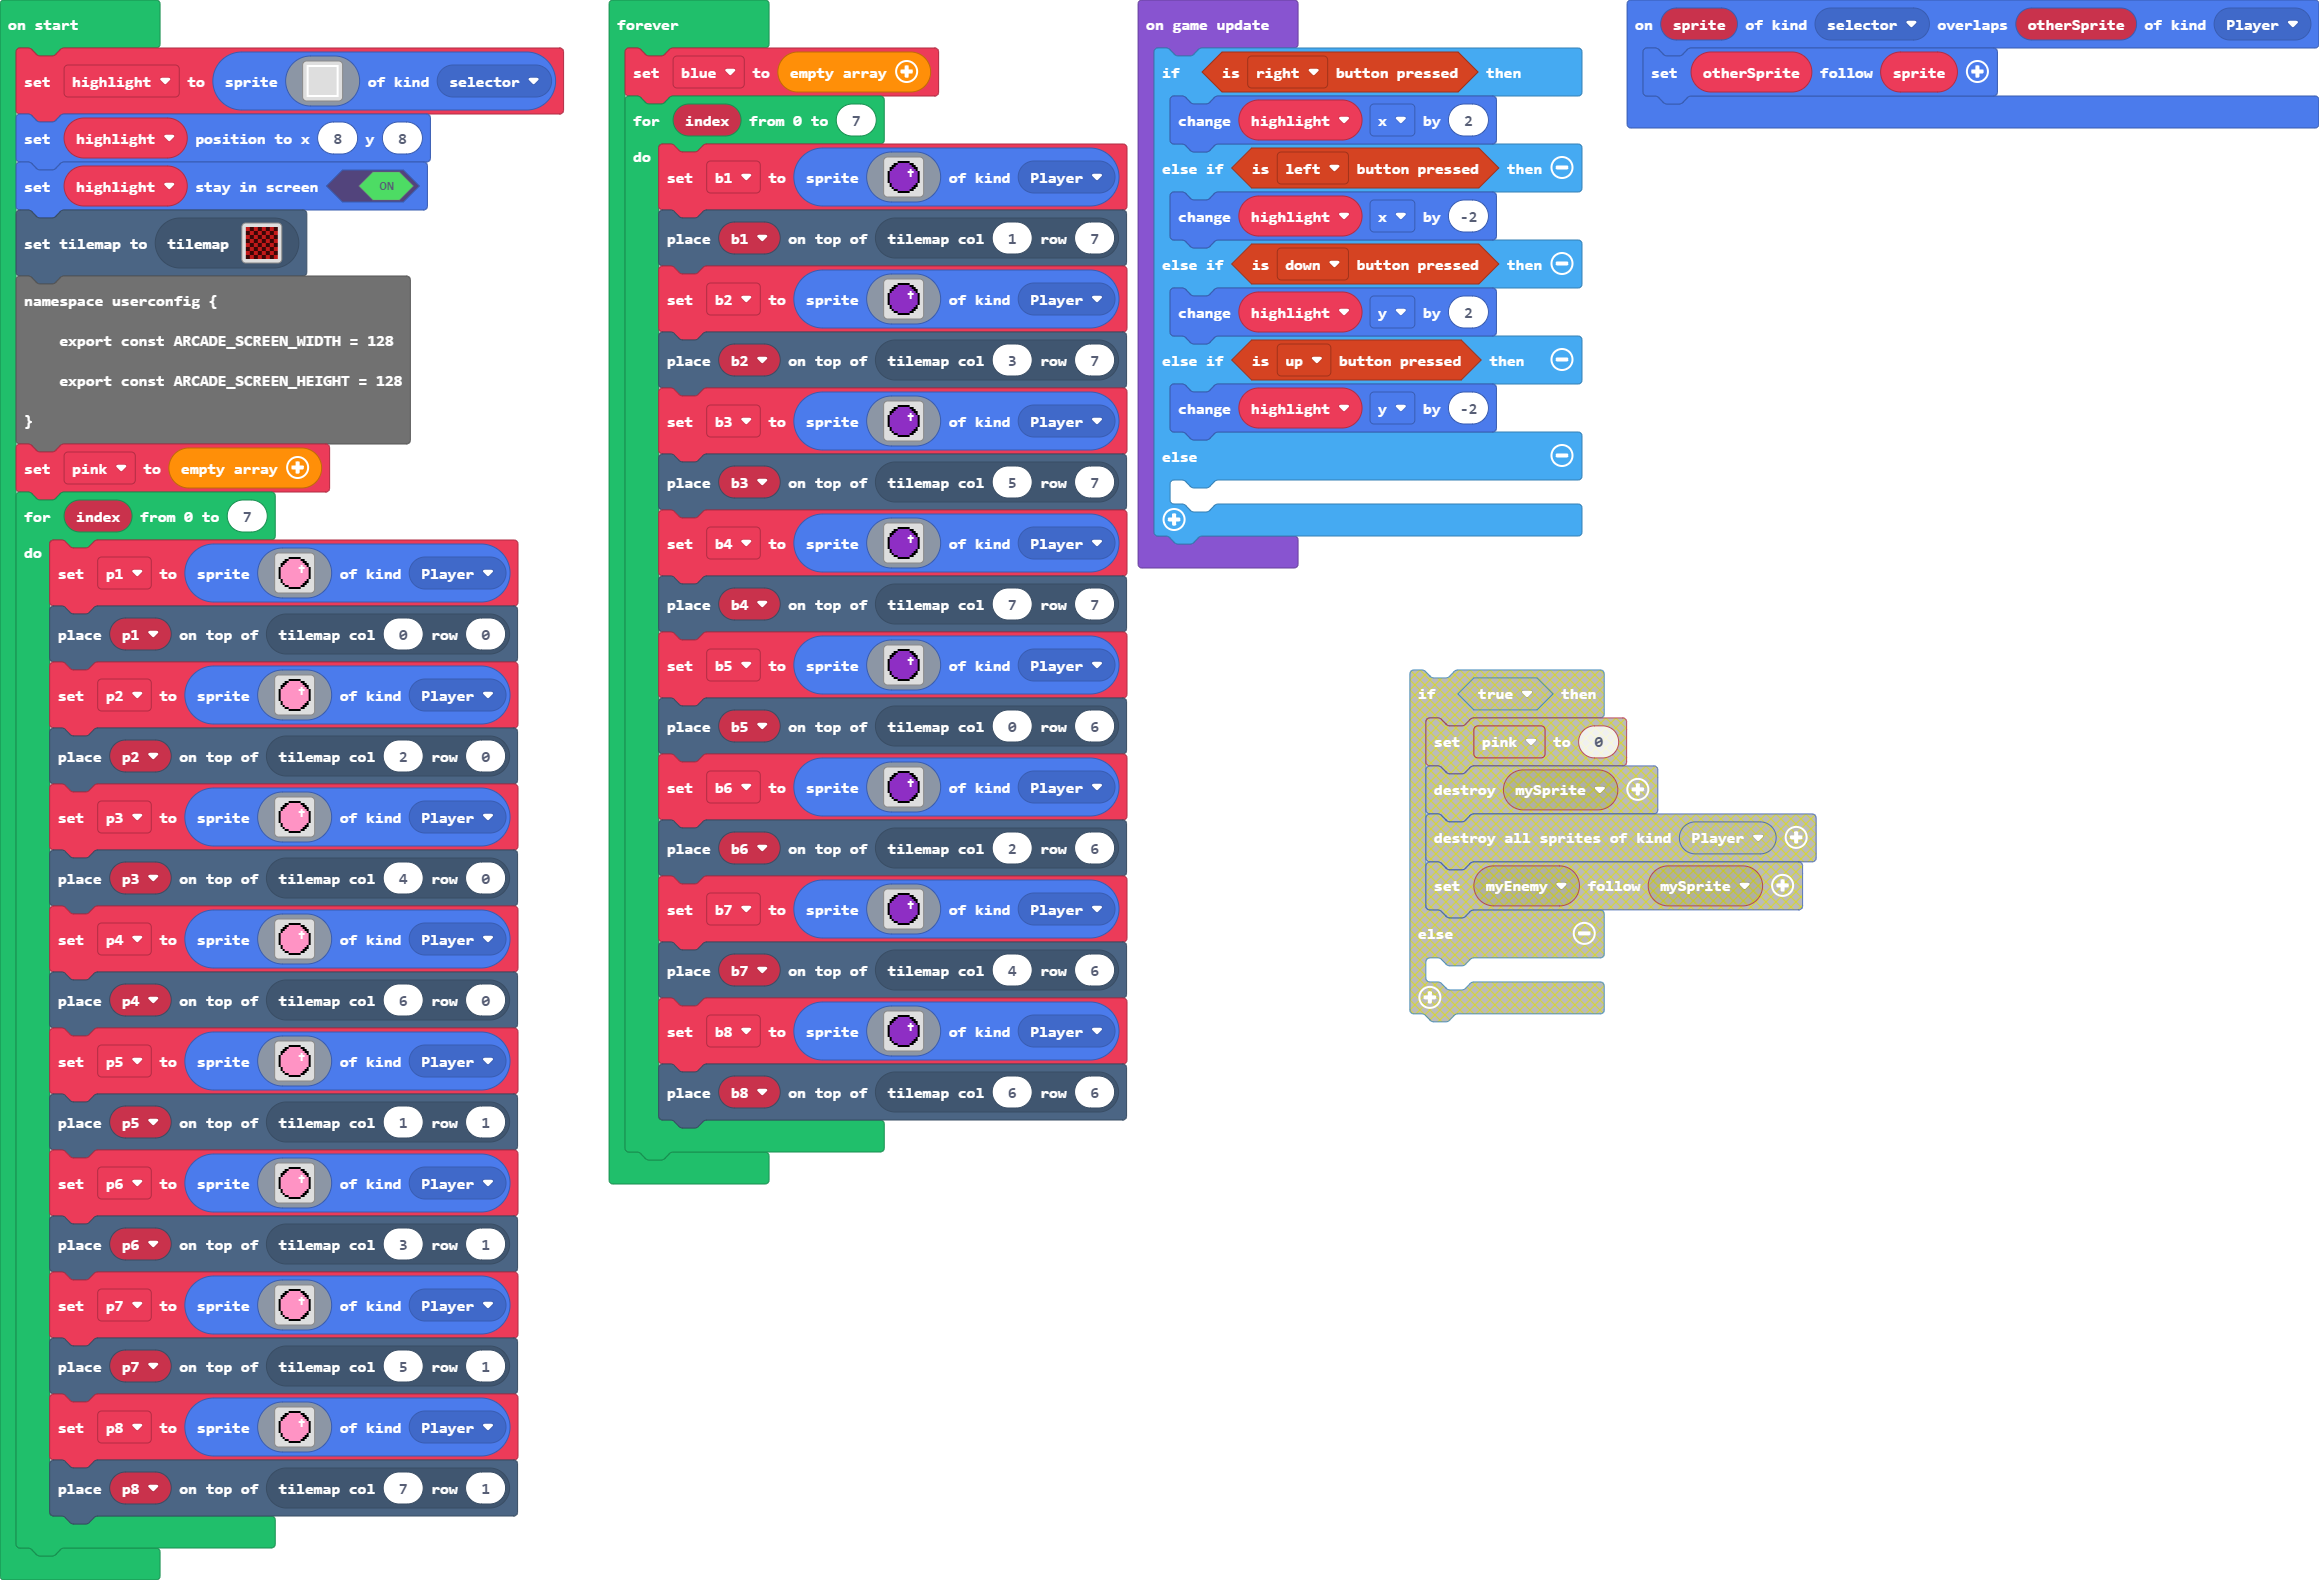 on start
set highlight to sprite of kind selector
set highlight position to x 8 y 8
set highlight stay in screen ON
set tilemap to tilemap
namespace userconfig {
export const ARCADE_SCREEN_WIDTH = 128
export const ARCADE_SCREEN_HEIGHT = 128
}
set pink to empty array
for index from 0 to 7
do
set p1 to sprite of kind Player
place p1 on top of tilemap col 0 row 0
set p2 to sprite of kind Player
place p2 on top of tilemap col 2 row 0
set p3 to sprite of kind Player
place p3 on top of tilemap col 4 row 0
set p4 to sprite of kind Player
place p4 on top of tilemap col 6 row 0
set p5 to sprite of kind Player
place p5 on top of tilemap col 1 row 1
set p6 to sprite of kind Player
place p6 on top of tilemap col 3 row 1
set p7 to sprite of kind Player
place p7 on top of tilemap col 5 row 1
set p8 to sprite of kind Player
place p8 on top of tilemap col 7 row 1
forever
set blue to empty array
for index from 0 to 7
do
set b1 to sprite of kind Player
place b1 on top of tilemap col 1 row 7
set b2 to sprite of kind Player
place b2 on top of tilemap col 3 row 7
set b3 to sprite of kind Player
place b3 on top of tilemap col 5 row 7
set b4 to sprite of kind Player
place b4 on top of tilemap col 7 row 7
set b5 to sprite of kind Player
place b5 on top of tilemap col 0 row 6
set b6 to sprite of kind Player
place b6 on top of tilemap col 2 row 6
set b7 to sprite of kind Player
place b7 on top of tilemap col 4 row 6
set b8 to sprite of kind Player
place b8 on top of tilemap col 6 row 6
on game update
if is right button pressed then
change highlight x by 2
else if is left button pressed then
change highlight x by -2
else if is down button pressed then
change highlight y by 2
else if is up button pressed then
change highlight y by -2
else
on sprite of kind selector overlaps otherSprite of kind Player
set otherSprite follow sprite
if true then
set pink to 0
destroy mySprite
destroy all sprites of kind Player
set myEnemy follow mySprite
else